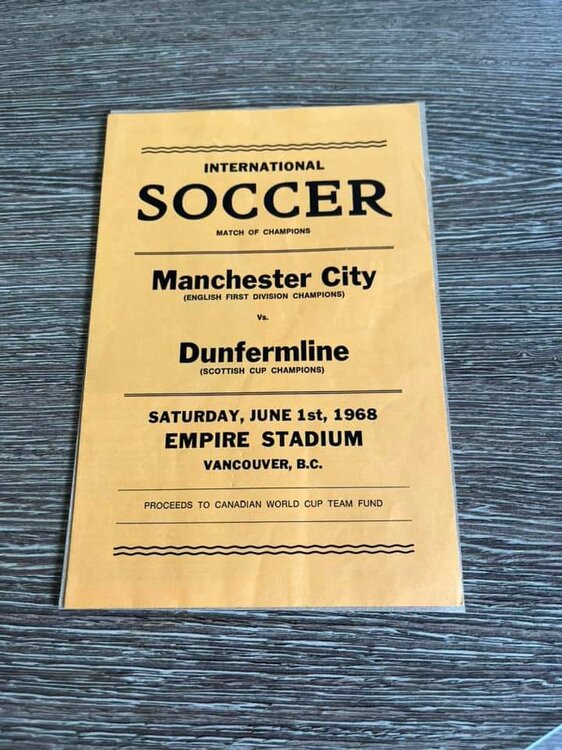 INTERNATIONAL
SOCCER
MATCH OF CHAMPIONS
Manchester City
(ENGLISH FIRST DIVISION CHAMPIONS)
Vs.
Dunfermline
(SCOTTISH CUP CHAMPIONS)
SATURDAY, JUNE 1st, 1968
EMPIRE STADIUM
VANCOUVER, B.C.
PROCEEDS TO CANADIAN WORLD CUP TEAM FUND